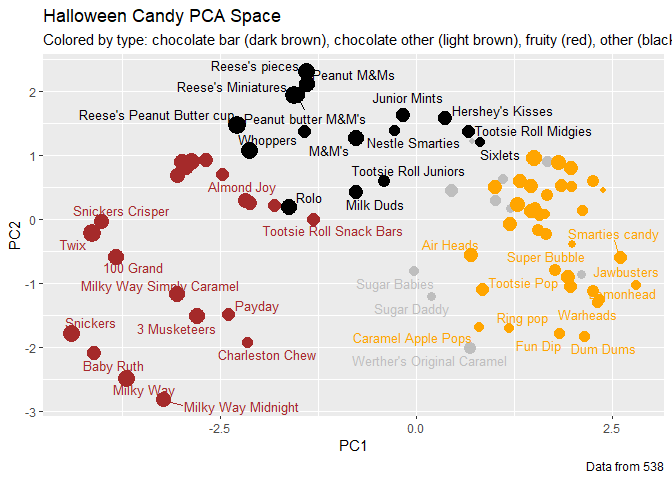 Halloween Candy PCA Space
Colored by type: chocolate bar (dark brown), chocolate other (light brown), fruity (red), other (blac
Reese's pieces
Peanut M&Ms
Reese's Miniatures
Junior Mints
Reese's Peanut Butter cup
Peanut butter M&M's
Hershey's Kisses
Whoppers
Tootsie Roll Midgies
M&M's
Nestle Smarties
Sixlets
Tootsie Roll Juniors
Almond Joy
Rolo
Milk Duds
Snickers Crisper
Tootsie Roll Snack Bars
Twix
Smarties candy
Air Heads
Super Bubble
100 Grand
Jawbusters
Milky Way Simply Caramel
Sugar Babies
Tootsie Pop
Lemonhead
Payday
Sugar Daddy
Snickers
3 Musketeers
Ring pop
Warheads
Charleston Chew
Caramel Apple Pops
Fun Dip
Dum Dums
Baby Ruth
Werther's Original Caramel
Milky Way
Milky Way Midnight
2
1
0
-1
-2
-3
PC2
-2.5
0.0
2.5
PC1
Data from 538